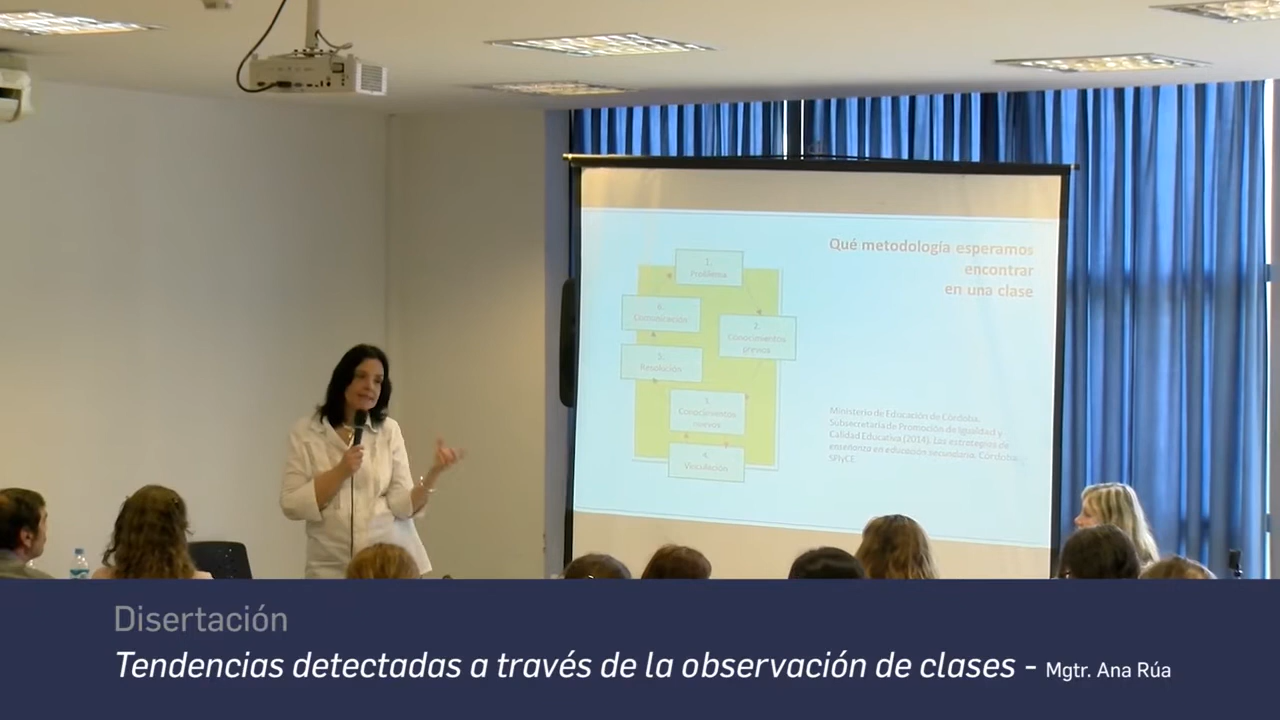 Qué metodología esperamos
encontrar
en una clase
1.
Problema
2.
Conocimientos
previos
3.
Conocimientos
nuevos
4.
Vinculación
5.
Resolución
6.
Comunicación
Ministerio de Educación de Córdoba.
Subsecretaría de Promoción de Igualdad y
Calidad Educativa (2014). Las estrategias de
enseñanza en educación secundaria. Córdoba:
SPIyCE
Disertación
Tendencias detectadas a través de la observación de clases - Mgtr. Ana Rúa